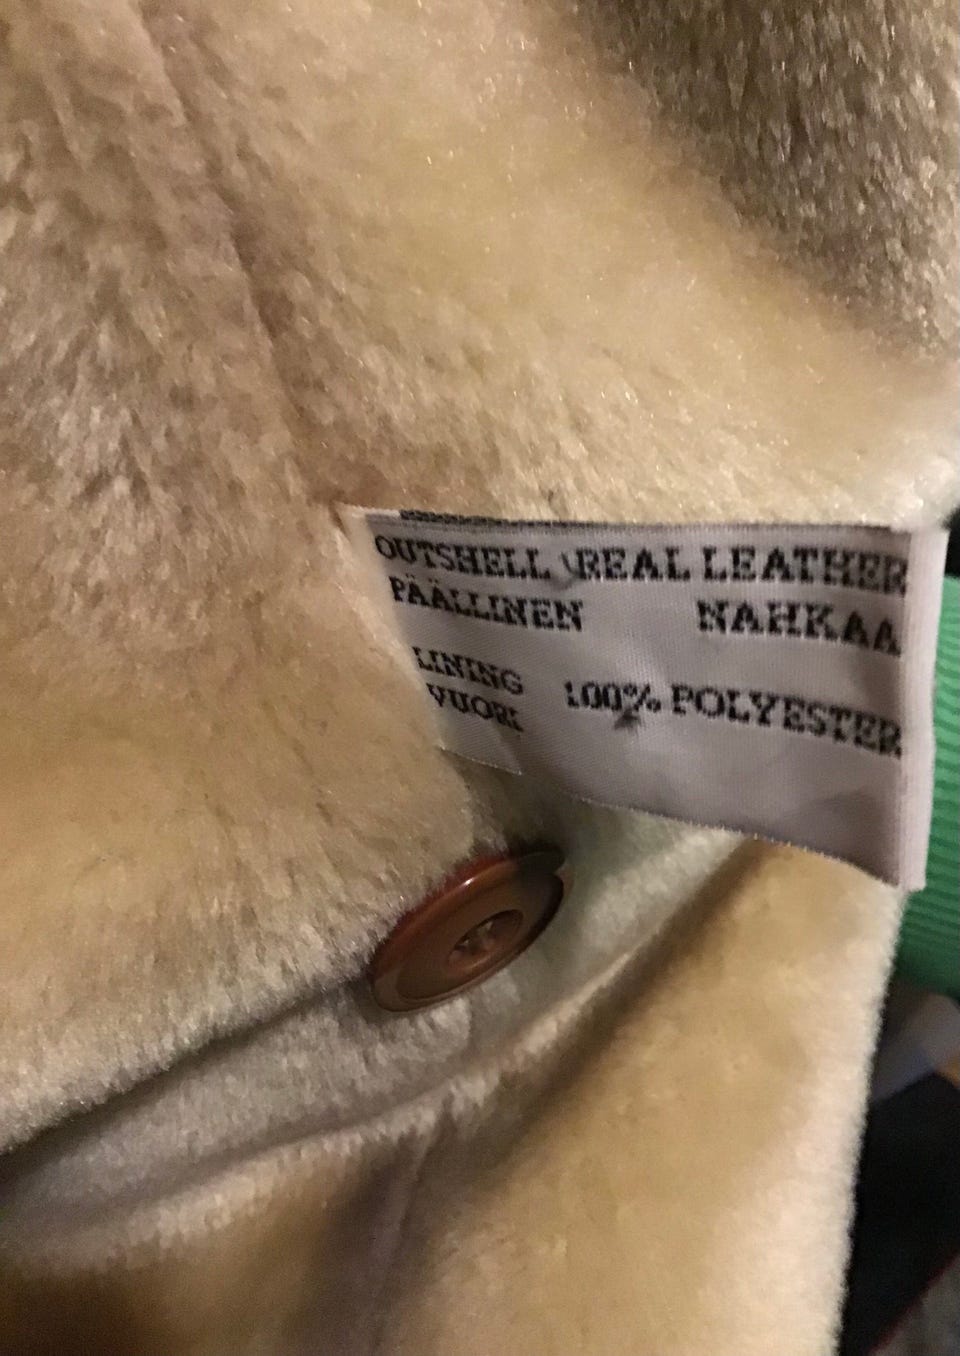 OUTSHELL REAL LEATHER
PÄÄLLINEN NAHKAA
LINING
VUORI 100% POLYESTER